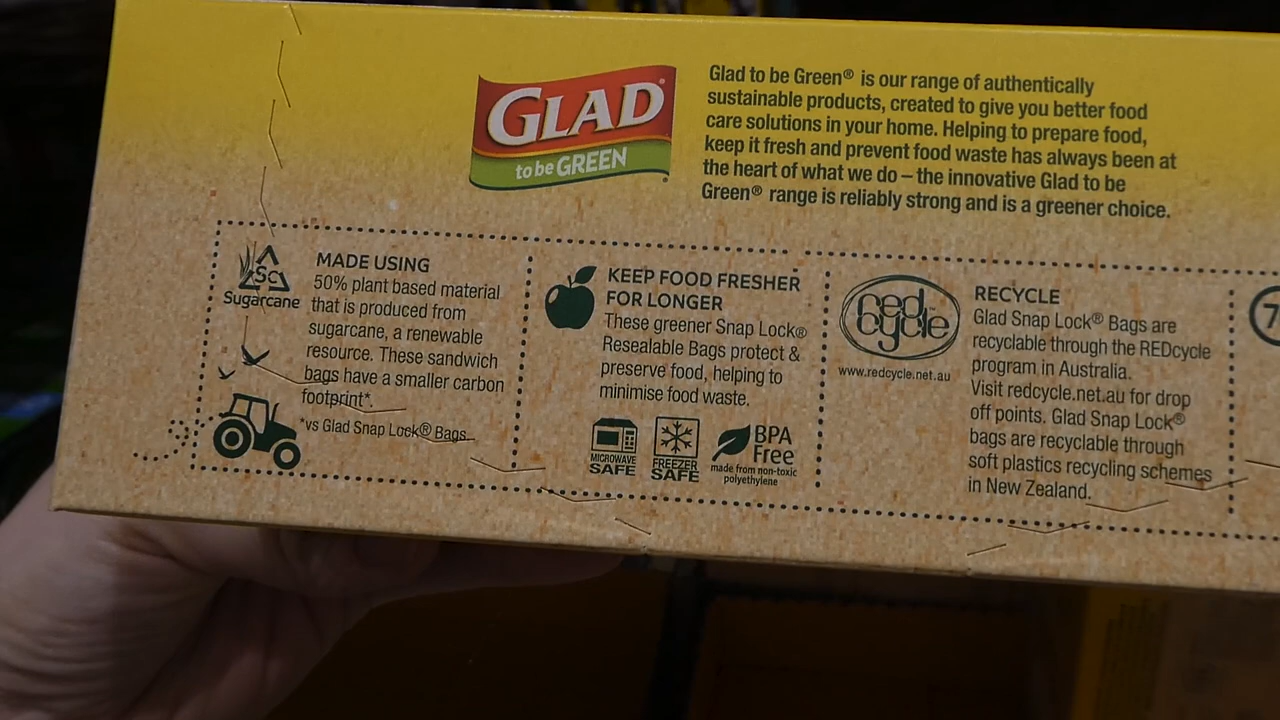 GLAD®
to be GREEN
Glad to be Green® is our range of authentically
sustainable products, created to give you better food
care solutions in your home. Helping to prepare food,
keep it fresh and prevent food waste has always been at
the heart of what we do – the innovative Glad to be
Green® range is reliably strong and is a greener choice.
Sc
Sugarcane
MADE USING
50% plant based material
that is produced from
sugarcane, a renewable
resource. These sandwich
bags have a smaller carbon
footprint*.
*vs Glad Snap Lock® Bags
KEEP FOOD FRESHER
FOR LONGER
These greener Snap Lock®
Resealable Bags protect &
preserve food, helping to
minimise food waste.
MICROWAVE
SAFE
FREEZER
SAFE
BPA
Free
made from non-toxic
polyethylene
red
cycle
www.redcycle.net.au
RECYCLE
Glad Snap Lock® Bags are
recyclable through the REDcycle
program in Australia.
Visit redcycle.net.au for drop
off points. Glad Snap Lock®
bags are recyclable through
soft plastics recycling schemes
in New Zealand.
7